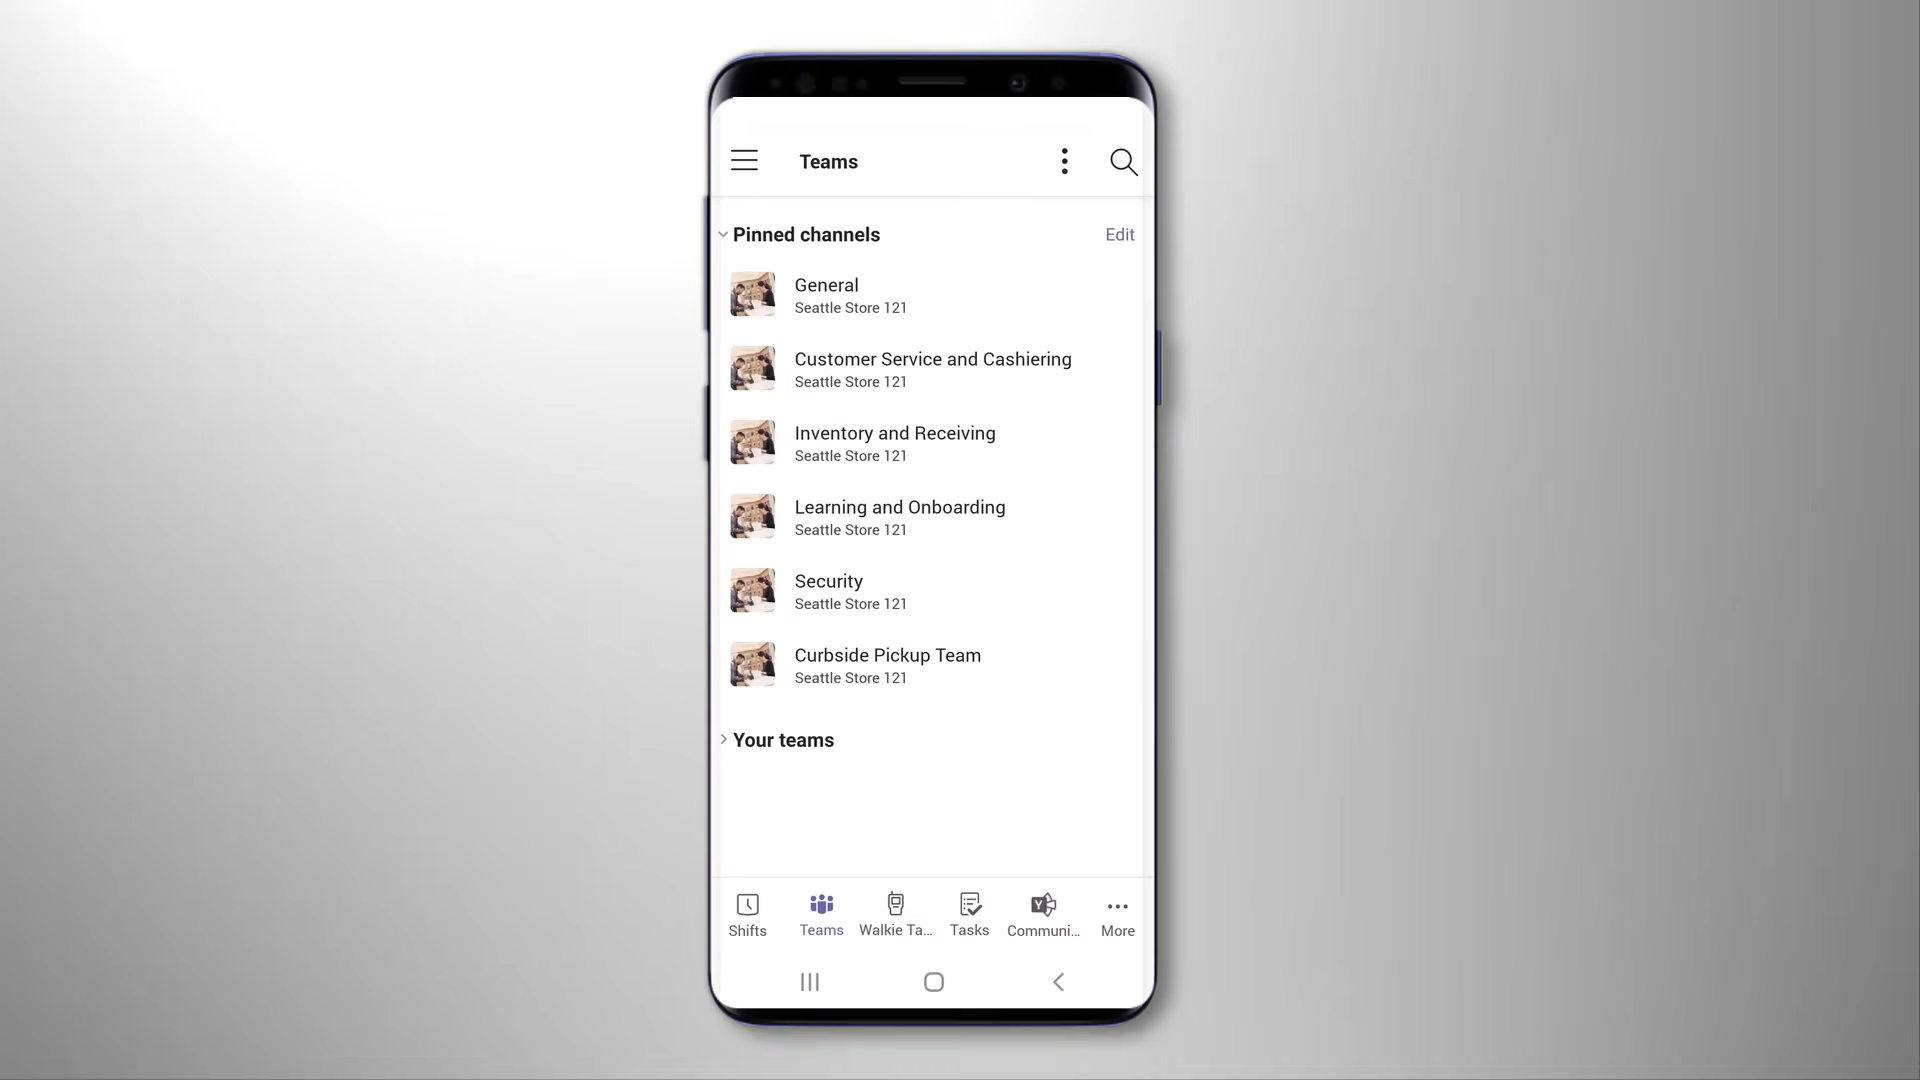 Teams
Pinned channels
Edit
General
Seattle Store 121
Customer Service and Cashiering
Seattle Store 121
Inventory and Receiving
Seattle Store 121
Learning and Onboarding
Seattle Store 121
Security
Seattle Store 121
Curbside Pickup Team
Seattle Store 121
Your teams
Shifts
Teams
Walkie Ta...
Tasks
Communi...
More